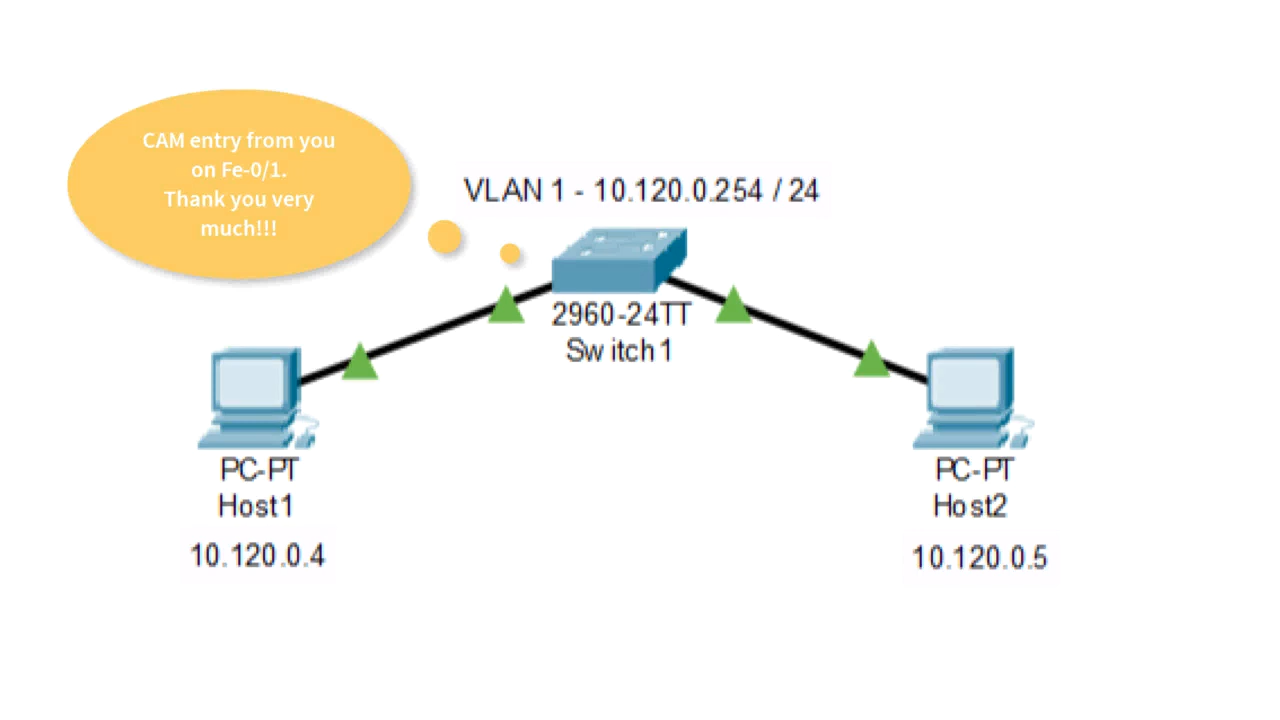 CAM entry from you
on Fe-0/1.
Thank you very
much!!!
VLAN 1 - 10.120.0.254 / 24
2960-24TT
Switch1
PC-PT
Host1
10.120.0.4
PC-PT
Host2
10.120.0.5